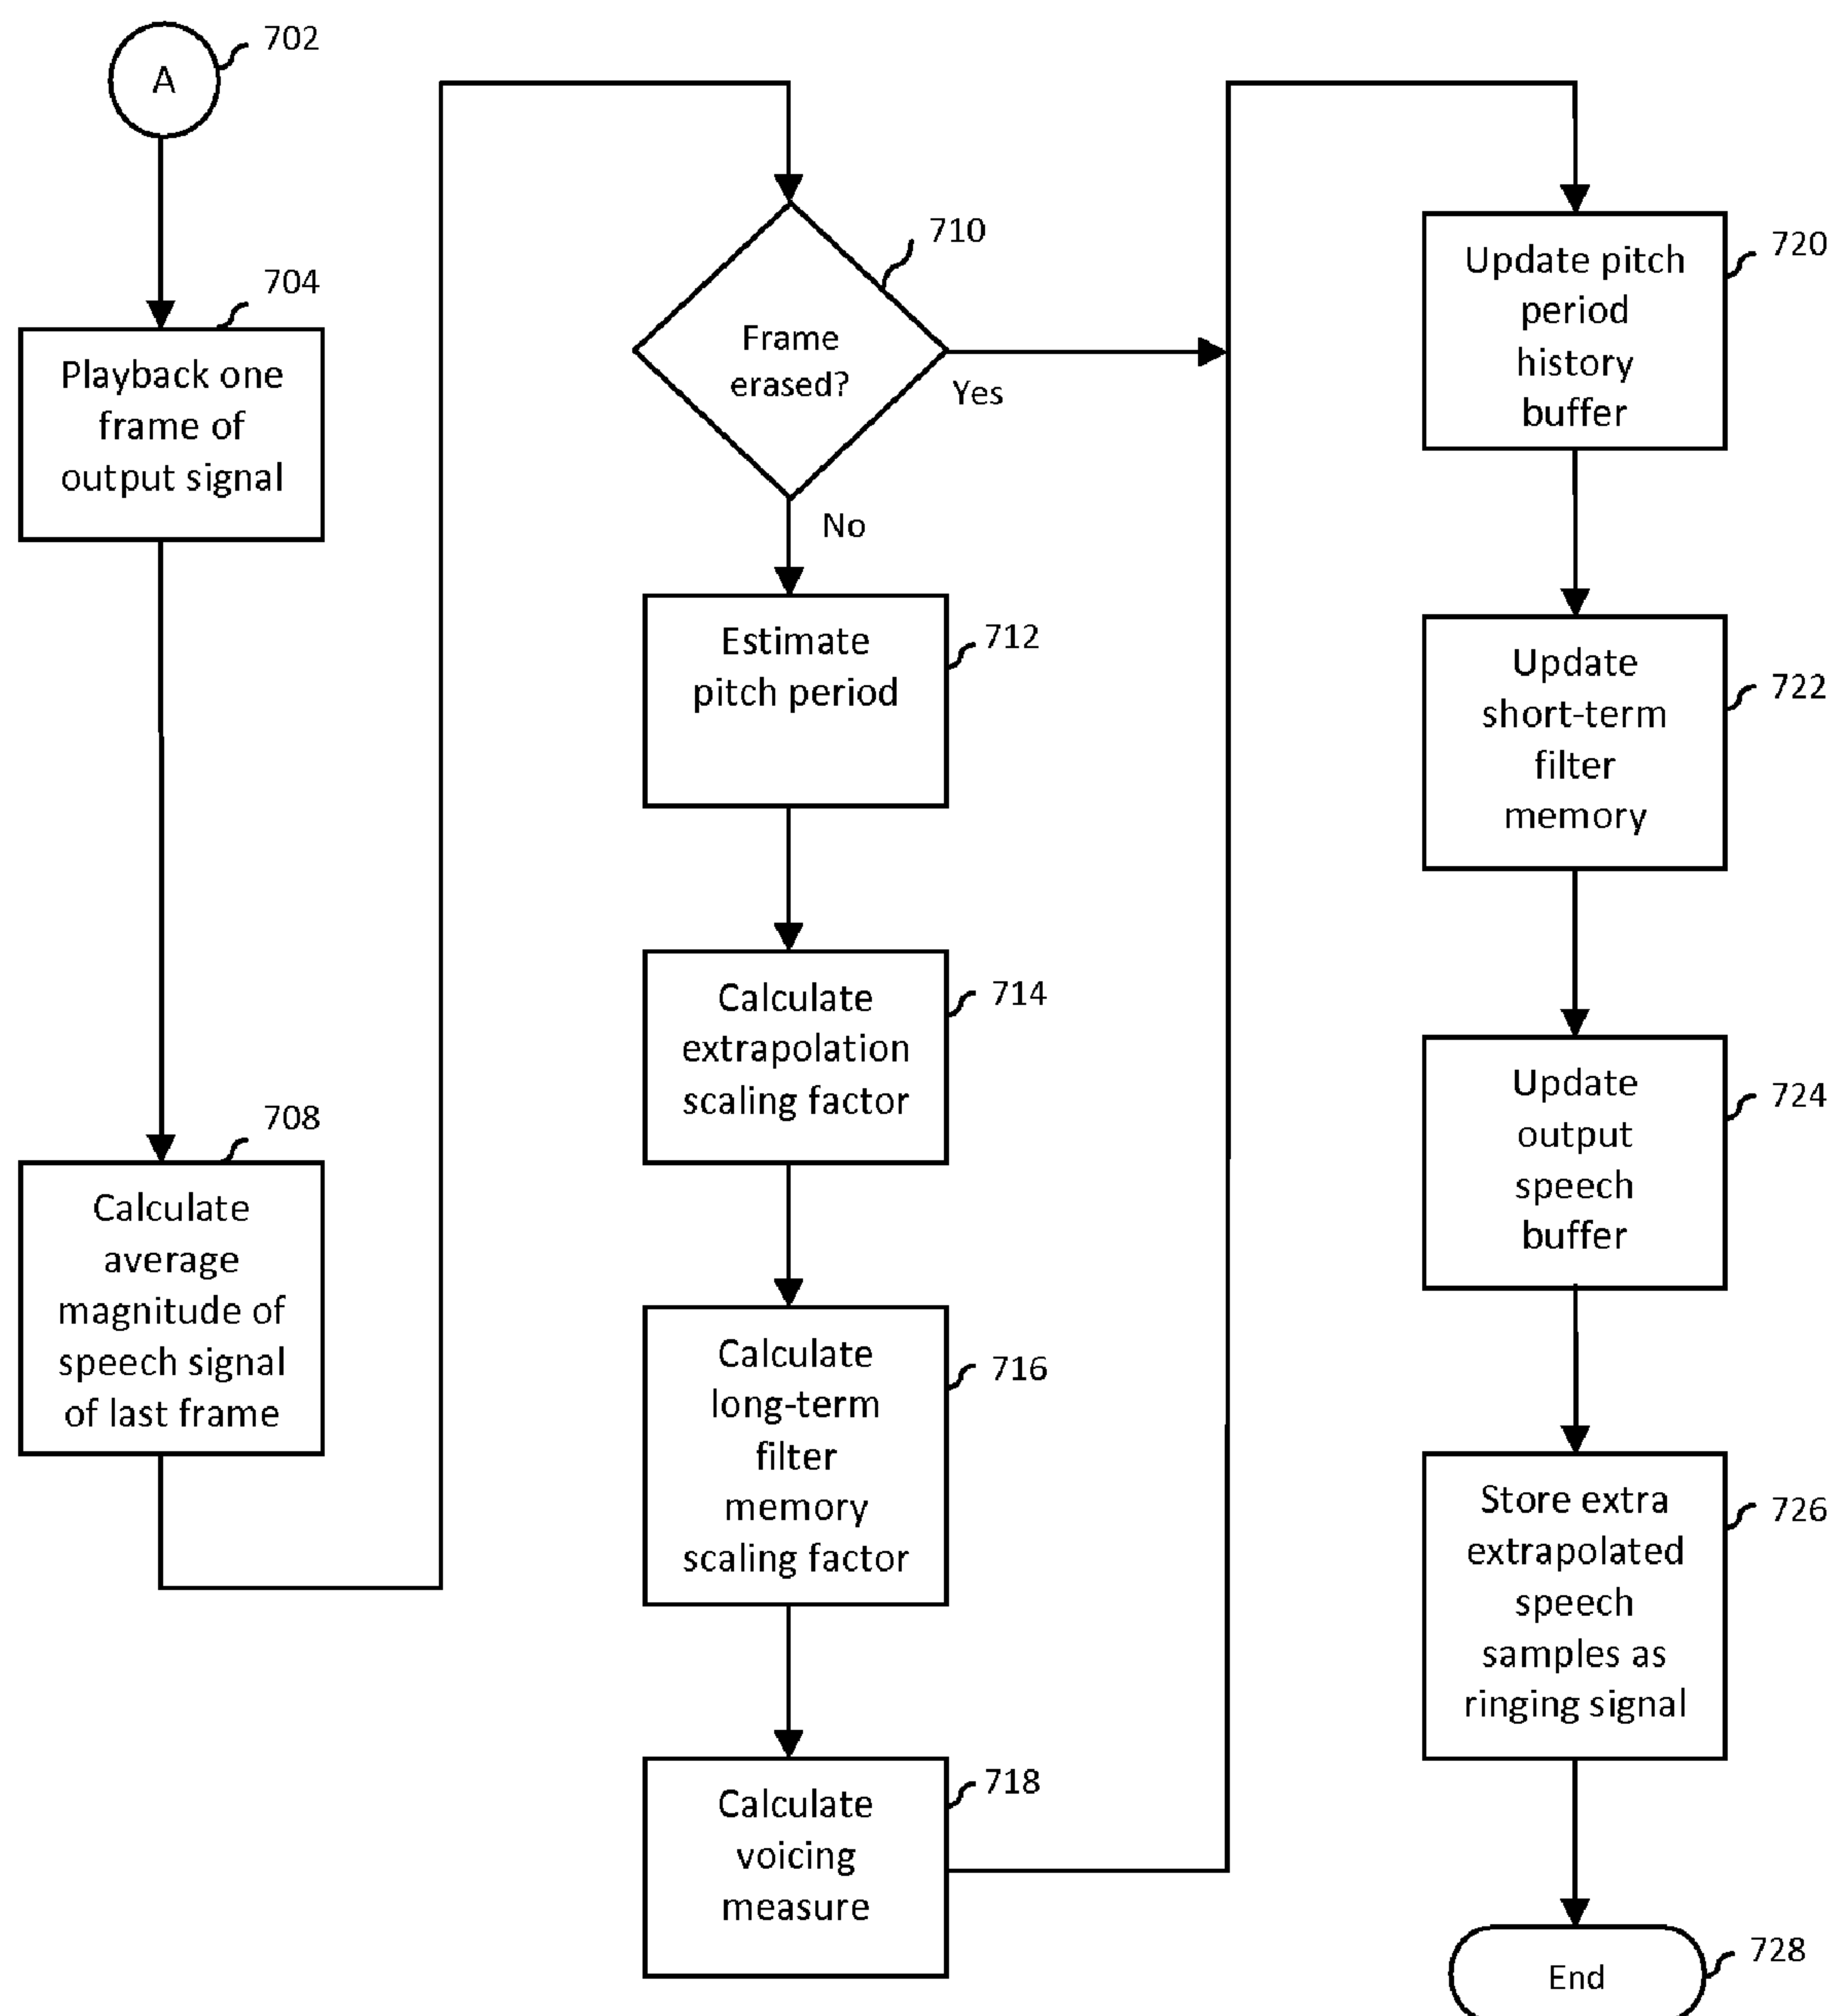 A
702
704
Playback one
frame of
output signal
708
Calculate
average
magnitude of
speech signal
of last frame
710
Frame
erased?
Yes
No
712
Estimate
pitch period
714
Calculate
extrapolation
scaling factor
716
Calculate
long-term
filter
memory
scaling factor
718
Calculate
voicing
measure
720
Update pitch
period
history
buffer
722
Update
short-term
filter
memory
724
Update
output
speech
buffer
726
Store extra
extrapolated
speech
samples as
ringing signal
728
End